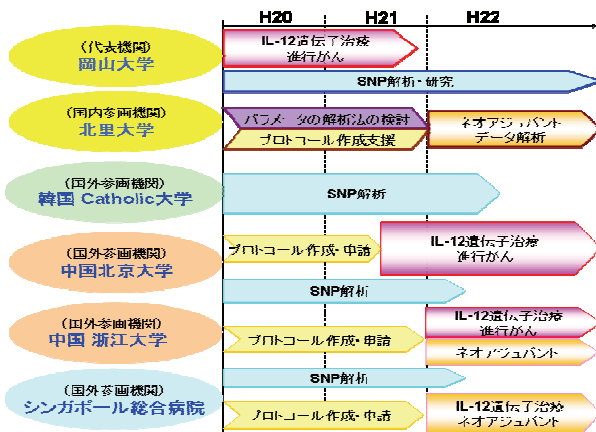 H20 H21 H22
(代表機関)
岡山大学
IL-12遺伝子治療
進行がん
SNP解析・研究
(国内参画機関)
北里大学
パラメータの解析法の検討
プロトコール作成支援
ネオアジュバント
データ解析
(国外参画機関)
韓国 Catholic大学
SNP解析
(国外参画機関)
中国北京大学
プロトコール作成・申請
IL-12遺伝子治療
進行がん
SNP解析
(国外参画機関)
中国 浙江大学
プロトコール作成・申請
IL-12遺伝子治療
進行がん
ネオアジュバント
(国外参画機関)
シンガポール総合病院
SNP解析
プロトコール作成・申請
IL-12遺伝子治療
ネオアジュバント